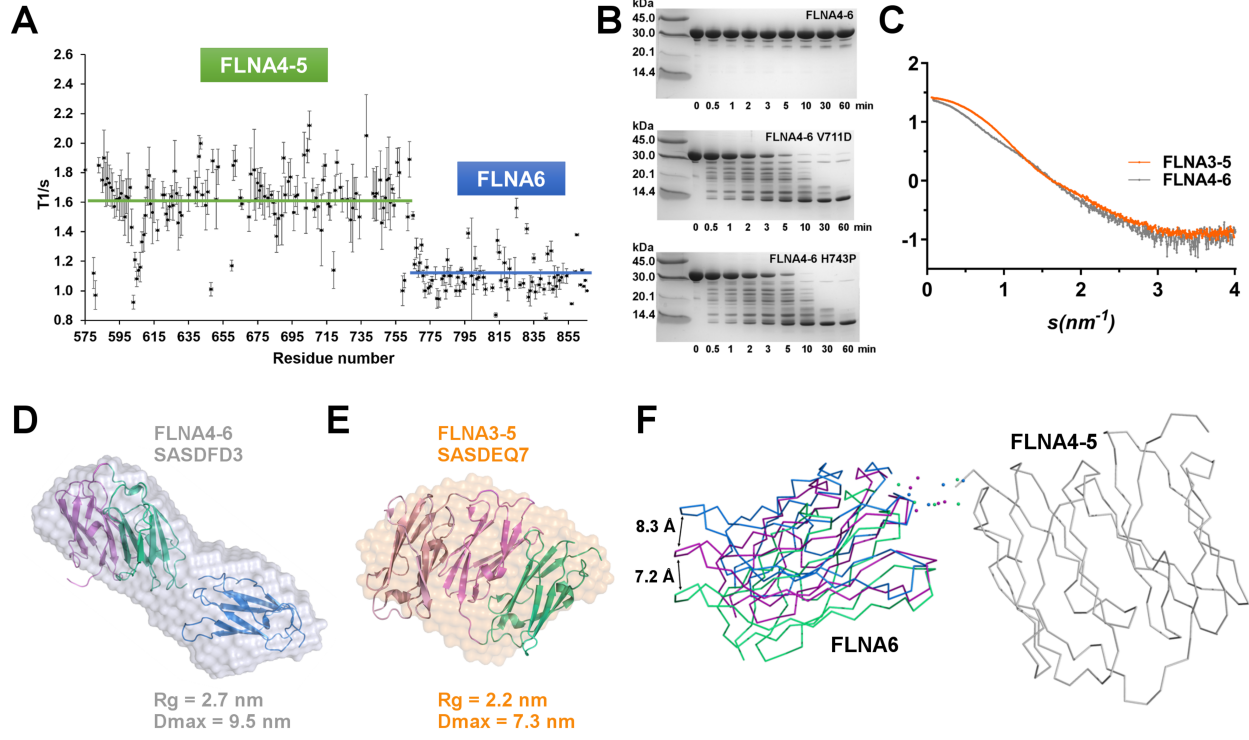 A
FLNA4-5
FLNA6
T1/s
2.6
2.4
2.2
2.0
1.8
1.6
1.4
1.2
1.0
0.8
575 595 615 635 655 675 695 715 735 755 775 795 815 835 855
Residue number
B
kDa
FLNA4-6
45.0
30.0
20.1
14.4
0 0.5 1 2 3 5 10 30 60 min
kDa
FLNA4-6 V711D
45.0
30.0
20.1
14.4
0 0.5 1 2 3 5 10 30 60 min
kDa
FLNA4-6 H743P
45.0
30.0
20.1
14.4
0 0.5 1 2 3 5 10 30 60 min
C
2
1
0
-1
FLNA3-5
FLNA4-6
0 1 2 3 4
s(nm-1)
D
FLNA4-6
SASDFD3
Rg = 2.7 nm
Dmax = 9.5 nm
E
FLNA3-5
SASDEQ7
Rg = 2.2 nm
Dmax = 7.3 nm
F
FLNA4-5
8.3 Å
7.2 Å
FLNA6